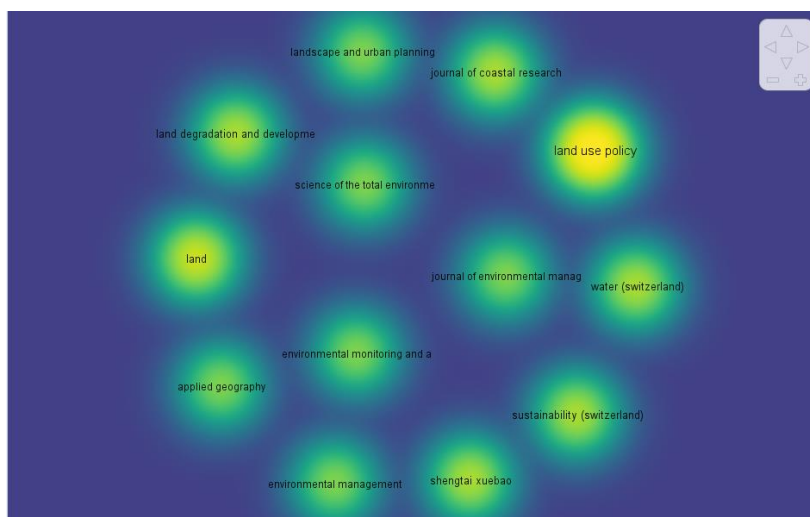 landscape and urban planning
journal of coastal research
land degradation and developme
land use policy
science of the total environme
land
journal of environmental manag
water (switzerland)
environmental monitoring and a
applied geography
sustainability (switzerland)
environmental management
shengtai xuebao